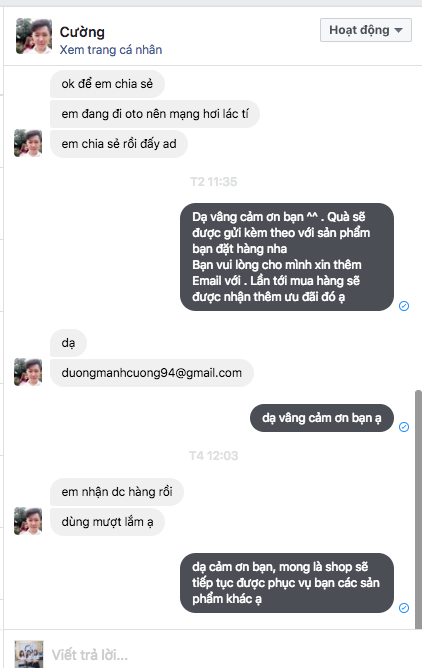 Cường
Xem trang cá nhân
Hoạt động
ok để em chia sẻ
em đang đi oto nên mạng hơi lác tí
em chia sẻ rồi đấy ad
T2 11:35
Dạ vâng cảm ơn bạn ^^ . Quà sẽ
được gửi kèm theo với sản phẩm
bạn đặt hàng nha
Bạn vui lòng cho mình xin thêm
Email với . Lần tới mua hàng sẽ
được nhận thêm ưu đãi đó ạ
dạ
duongmanhcuong94@gmail.com
dạ vâng cảm ơn bạn ạ
T4 12:03
em nhận dc hàng rồi
dùng mượt lắm ạ
dạ cảm ơn bạn, mong là shop sẽ
tiếp tục được phục vụ bạn các sản
phẩm khác ạ
Viết trả lời...